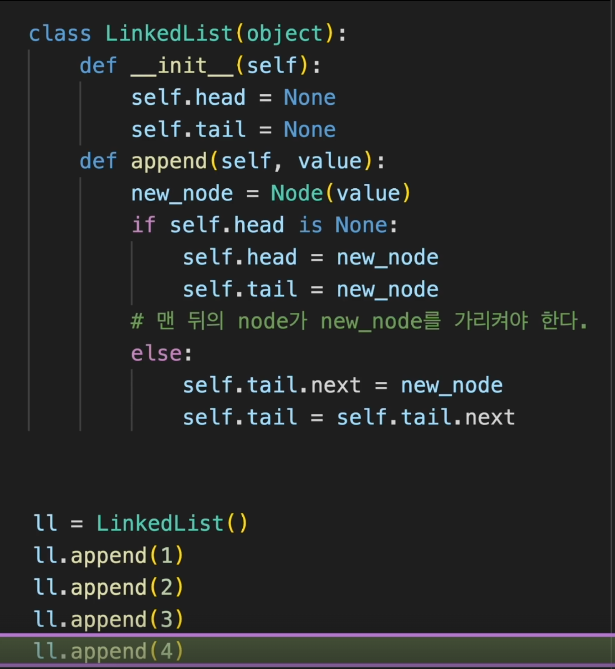 class LinkedList(object):
    def __init__(self):
        self.head = None
        self.tail = None
    def append(self, value):
        new_node = Node(value)
        if self.head is None:
            self.head = new_node
            self.tail = new_node
        # 맨 뒤의 node가 new_node를 가리켜야 한다.
        else:
            self.tail.next = new_node
            self.tail = self.tail.next
ll = LinkedList()
ll.append(1)
ll.append(2)
ll.append(3)
ll.append(4)